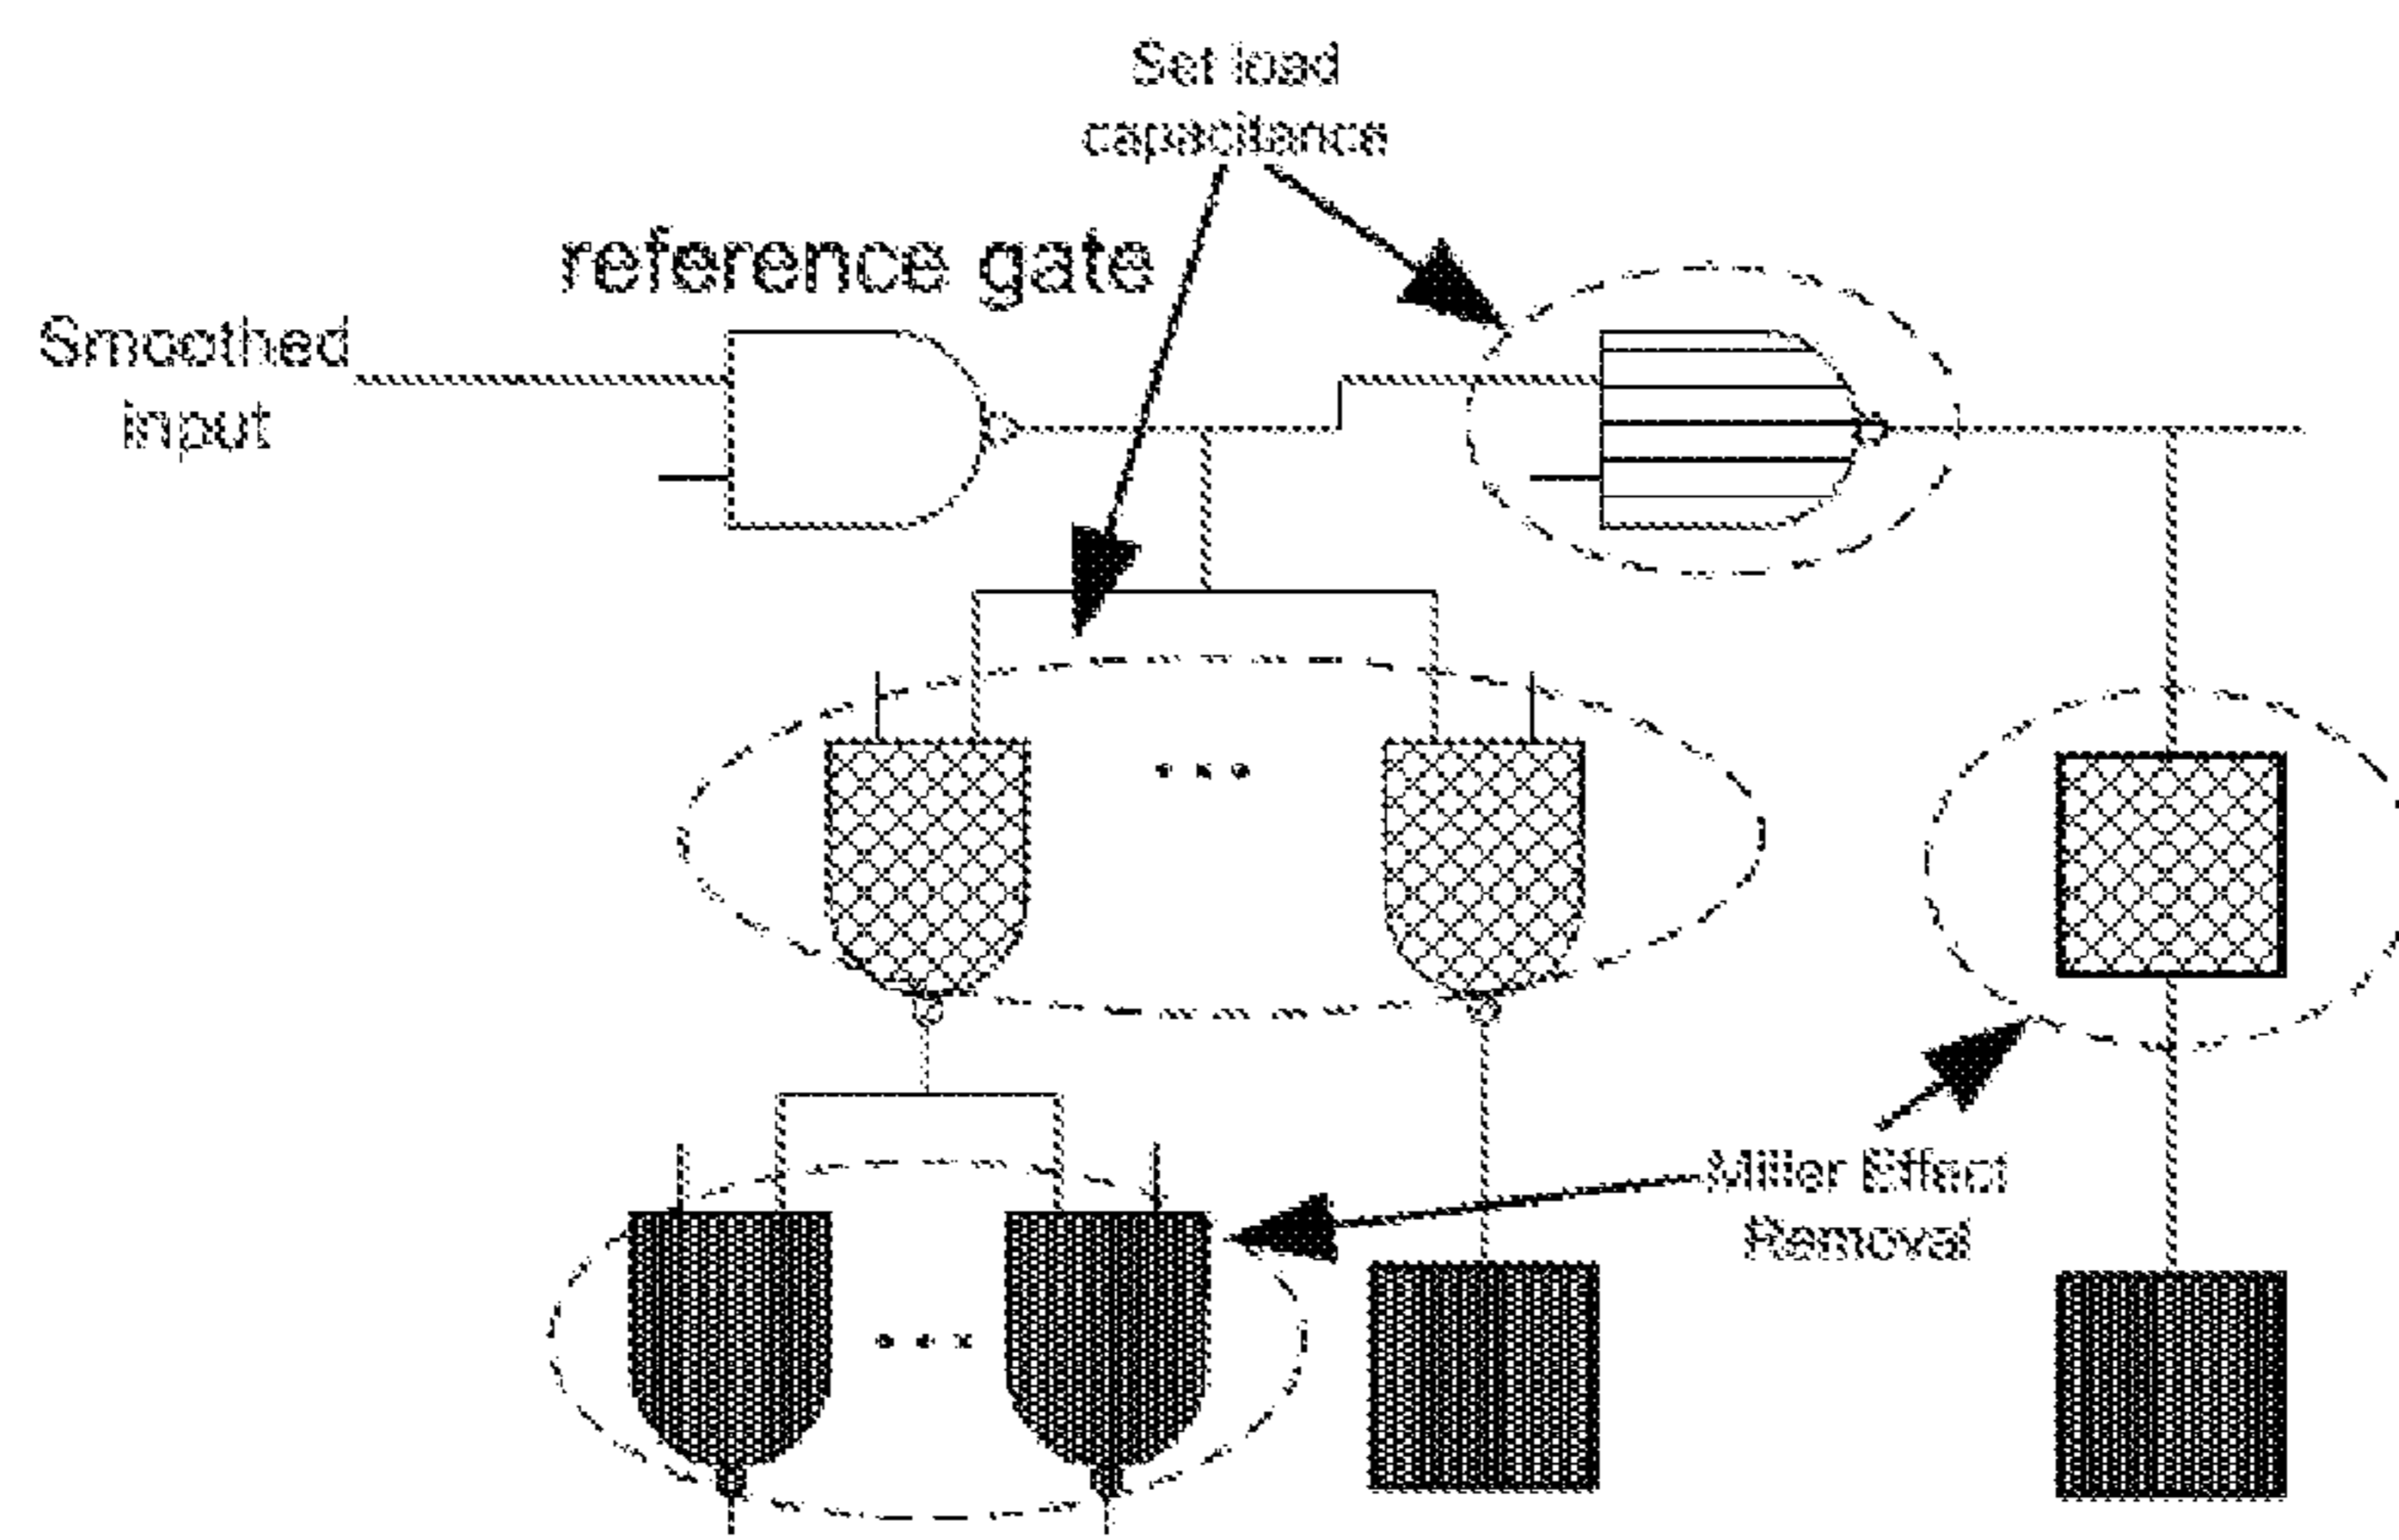 Set load
capacitance
reference gate
Smoothed
input
Miller Effect
Removal